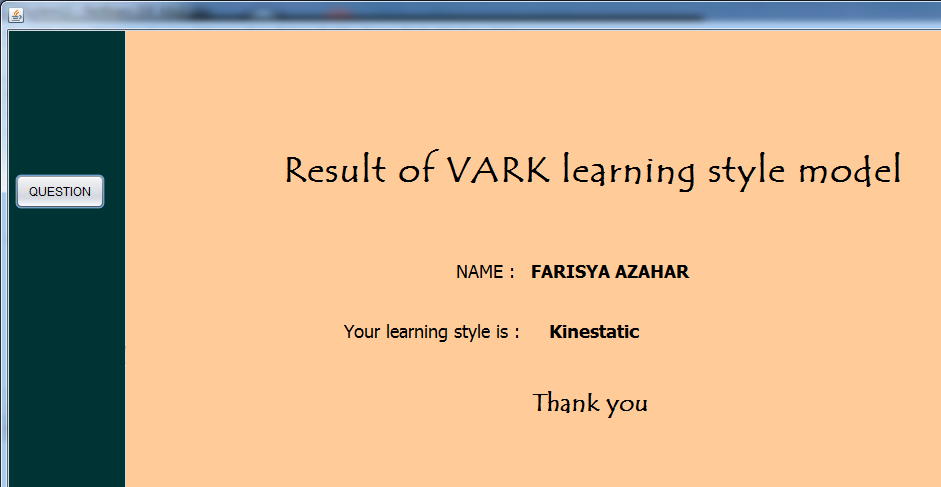 Result of VARK learning style model
QUESTION
NAME : FARISYA AZAHAR
Your learning style is : Kinestatic
Thank you